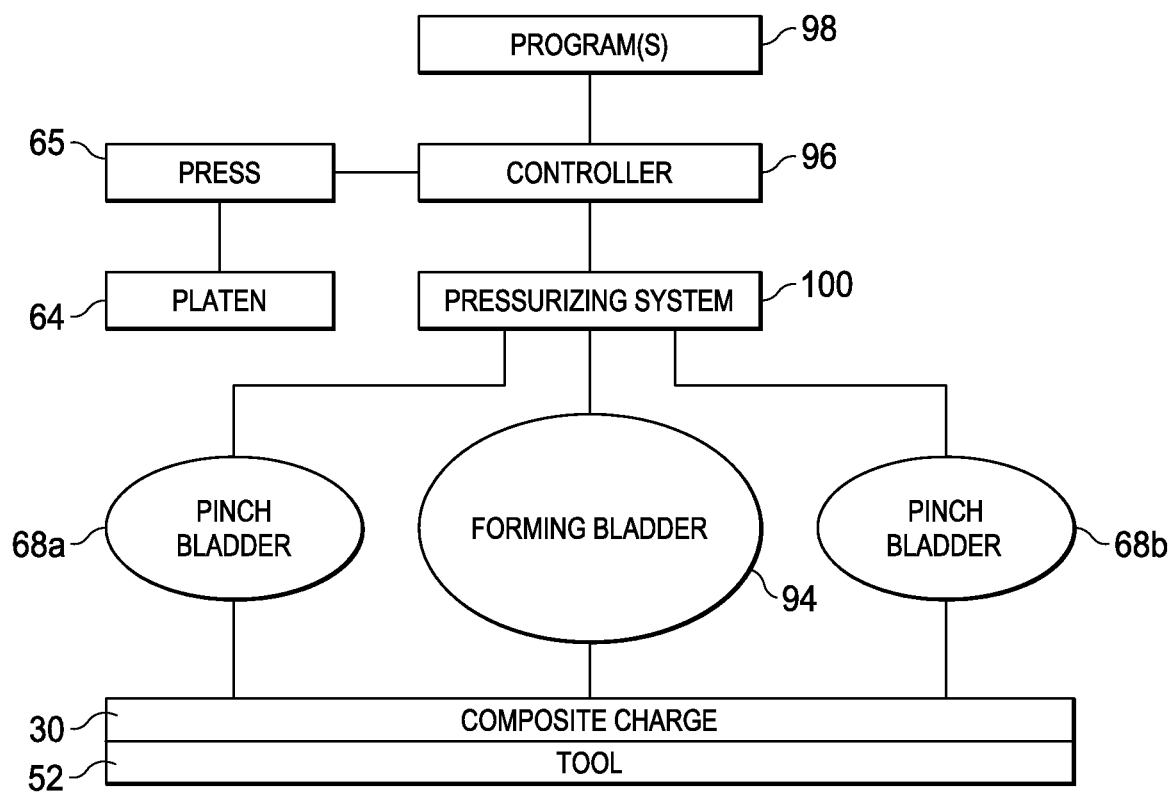 PROGRAM(S) 98
65 PRESS CONTROLLER 96
64 PLATEN PRESSURIZING SYSTEM 100
68a PINCH BLADDER
FORMING BLADDER 94
PINCH BLADDER 68b
30 COMPOSITE CHARGE
52 TOOL